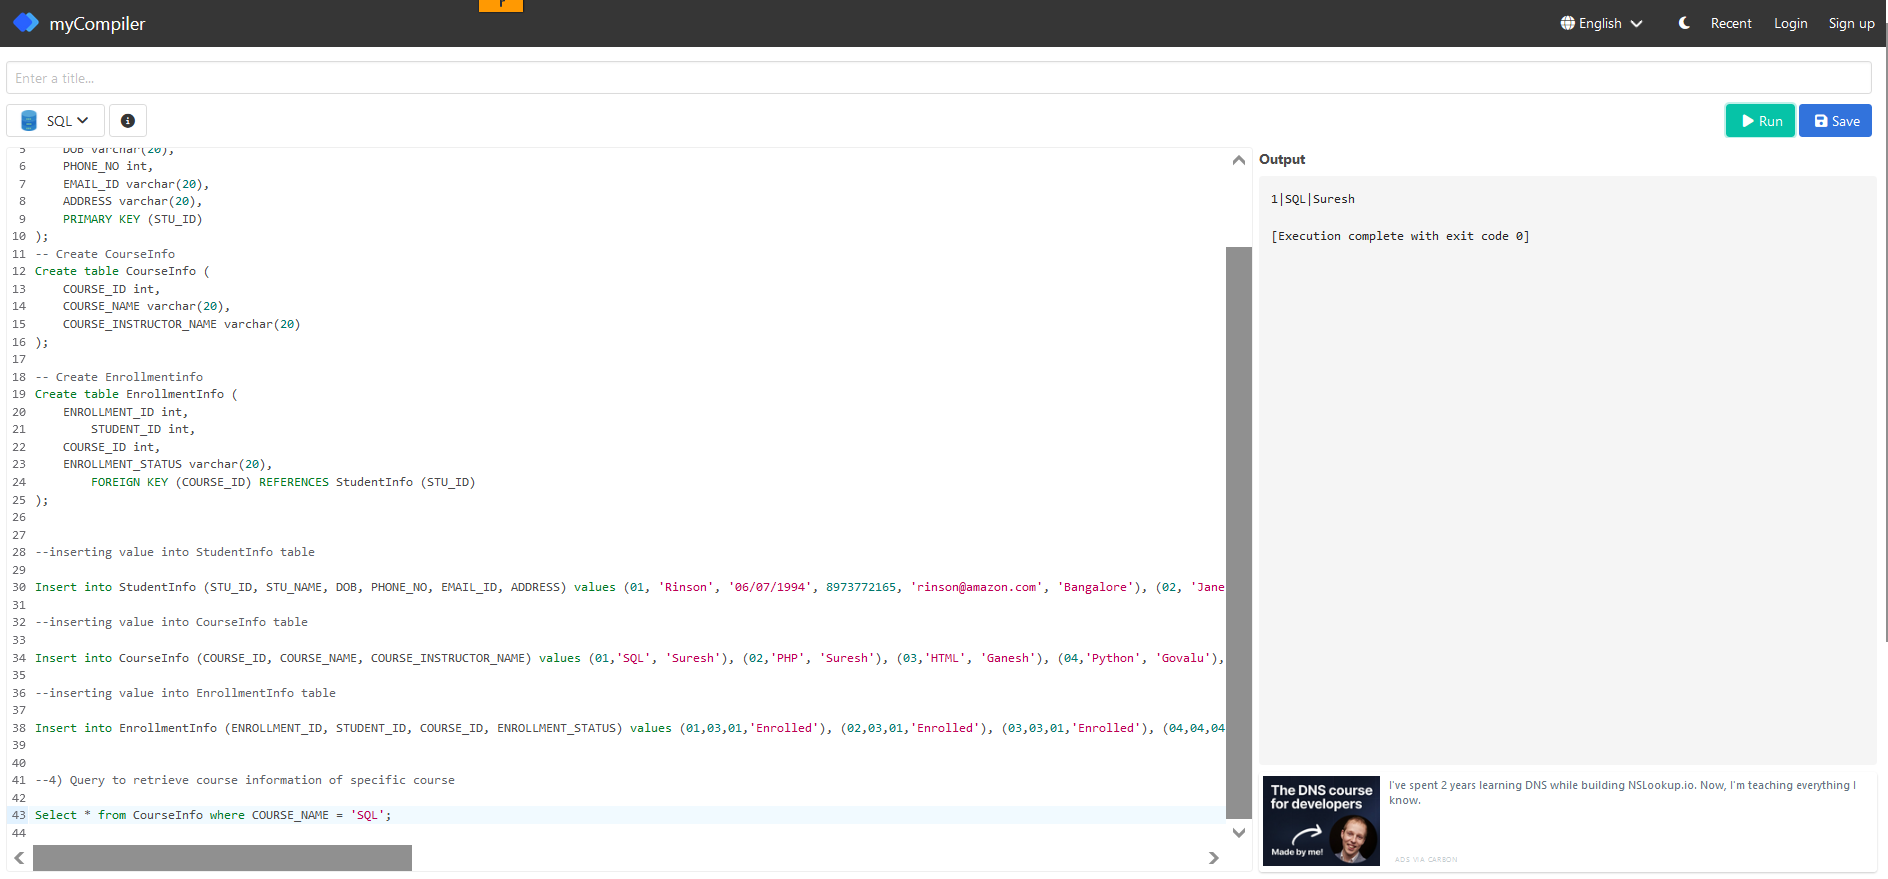 myCompiler
English
Recent
Login
Sign up
Enter a title...
SQL
Run
Save
5 DOB varchar(20),
6 PHONE_NO int,
7 EMAIL_ID varchar(20),
8 ADDRESS varchar(20),
9 PRIMARY KEY (STU_ID)
10 );
11 -- Create CourseInfo
12 Create table CourseInfo (
13 COURSE_ID int,
14 COURSE_NAME varchar(20),
15 COURSE_INSTRUCTOR_NAME varchar(20)
16 );
17
18 -- Create Enrollmentinfo
19 Create table EnrollmentInfo (
20 ENROLLMENT_ID int,
21 STUDENT_ID int,
22 COURSE_ID int,
23 ENROLLMENT_STATUS varchar(20),
24 FOREIGN KEY (COURSE_ID) REFERENCES StudentInfo (STU_ID)
25 );
26
27
28 --inserting value into StudentInfo table
29
30 Insert into StudentInfo (STU_ID, STU_NAME, DOB, PHONE_NO, EMAIL_ID, ADDRESS) values (01, 'Rinson', '06/07/1994', 8973772165, 'rinson@amazon.com', 'Bangalore'), (02, 'Jane
31
32 --inserting value into CourseInfo table
33
34 Insert into CourseInfo (COURSE_ID, COURSE_NAME, COURSE_INSTRUCTOR_NAME) values (01,'SQL', 'Suresh'), (02,'PHP', 'Suresh'), (03,'HTML', 'Ganesh'), (04,'Python', 'Govalu'),
35
36 --inserting value into EnrollmentInfo table
37
38 Insert into EnrollmentInfo (ENROLLMENT_ID, STUDENT_ID, COURSE_ID, ENROLLMENT_STATUS) values (01,03,01,'Enrolled'), (02,03,01,'Enrolled'), (03,03,01,'Enrolled'), (04,04,04
39
40
41 --4) Query to retrieve course information of specific course
42
43 Select * from CourseInfo where COURSE_NAME = 'SQL';
44
Output
1|SQL|Suresh
[Execution complete with exit code 0]
The DNS course
for developers
Made by me!
I've spent 2 years learning DNS while building NSLookup.io. Now, I'm teaching everything I
know.
ADS VIA CARBON